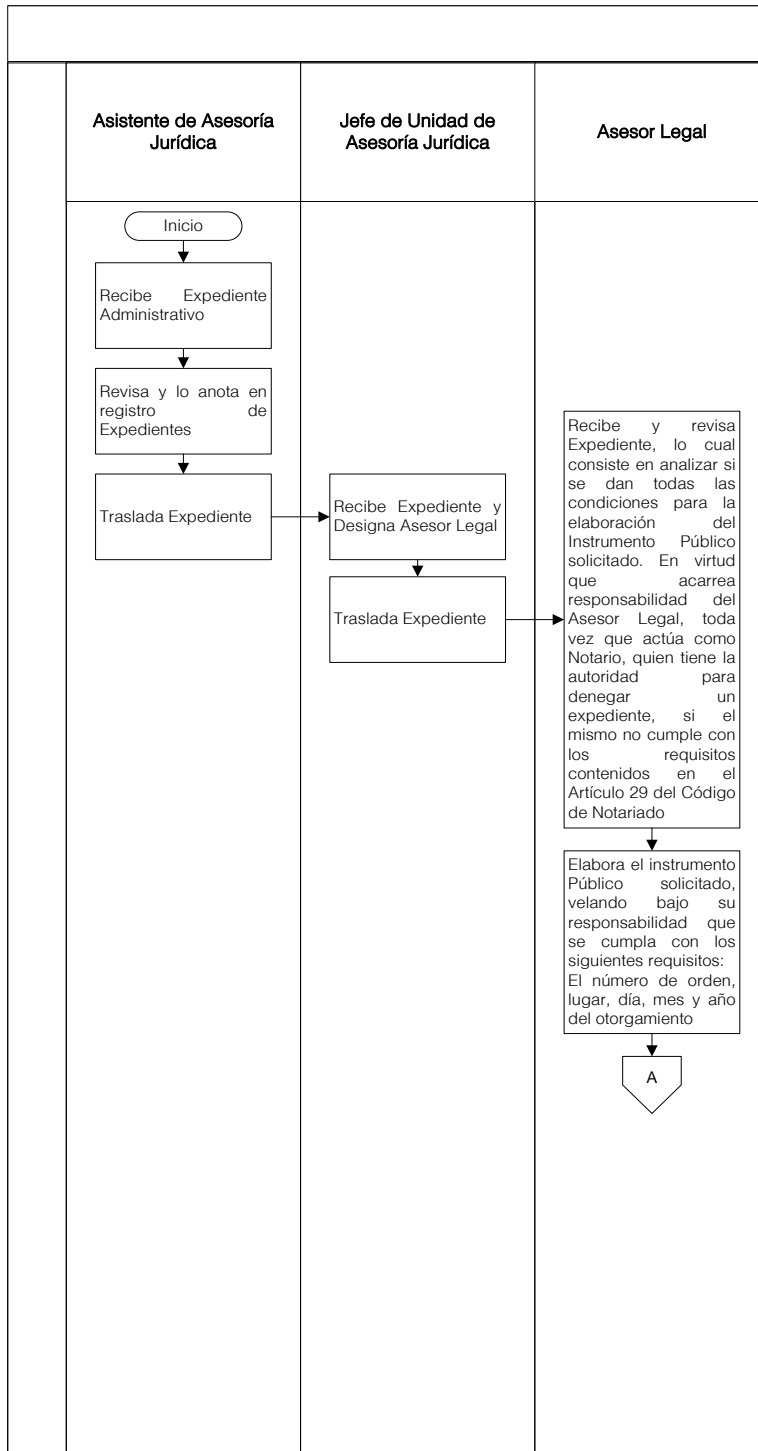 Asistente de Asesoría
Jurídica
Jefe de Unidad de
Asesoría Jurídica
Asesor Legal
Inicio
Recibe Expediente
Administrativo
Revisa y lo anota en
registro de
Expedientes
Traslada Expediente
Recibe Expediente y
Designa Asesor Legal
Traslada Expediente
Recibe y revisa
Expediente, lo cual
consiste en analizar si
se dan todas las
condiciones para la
elaboración del
Instrumento Público
solicitado. En virtud
que acarrea
responsabilidad del
Asesor Legal, toda
vez que actúa como
Notario, quien tiene la
autoridad para
denegar un
expediente, si el
mismo no cumple con
los requisitos
contenidos en el
Artículo 29 del Código
de Notariado
Elabora el instrumento
Público solicitado,
velando bajo su
responsabilidad que
se cumpla con los
siguientes requisitos:
El número de orden,
lugar, día, mes y año
del otorgamiento
A